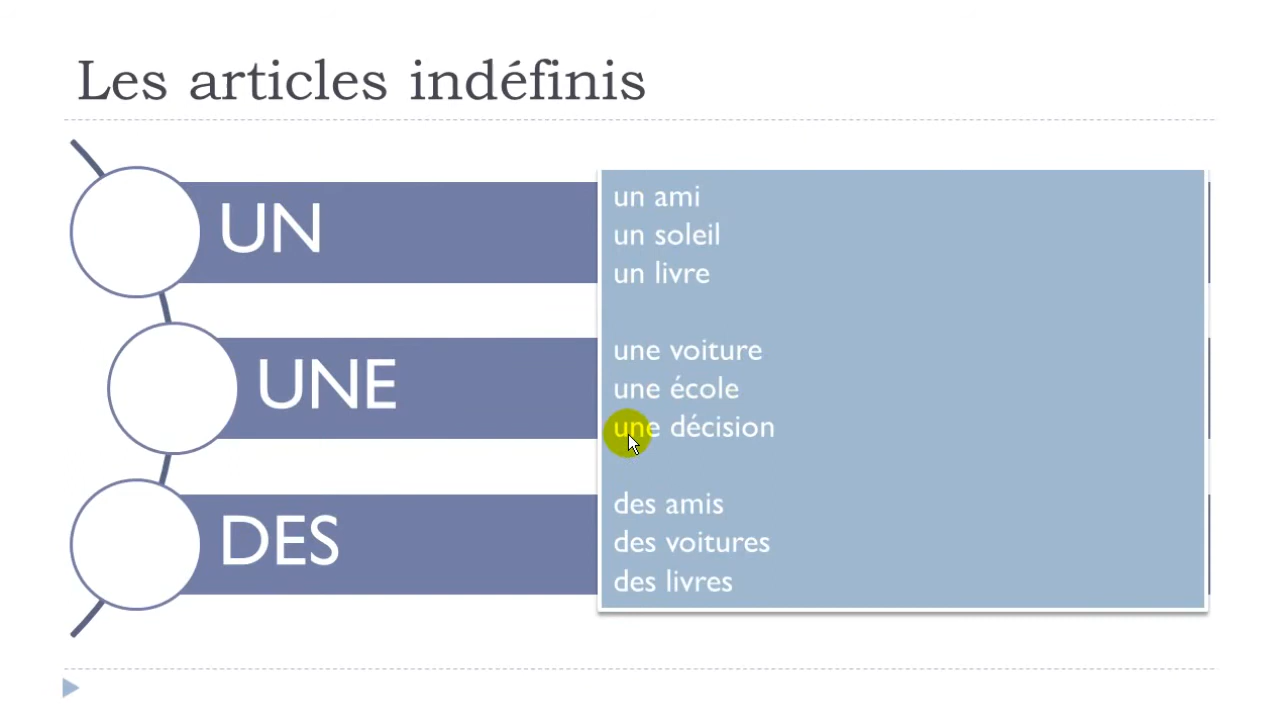 Les articles indéfinis
UN
un ami
un soleil
un livre
UNE
une voiture
une école
une décision
DES
des amis
des voitures
des livres